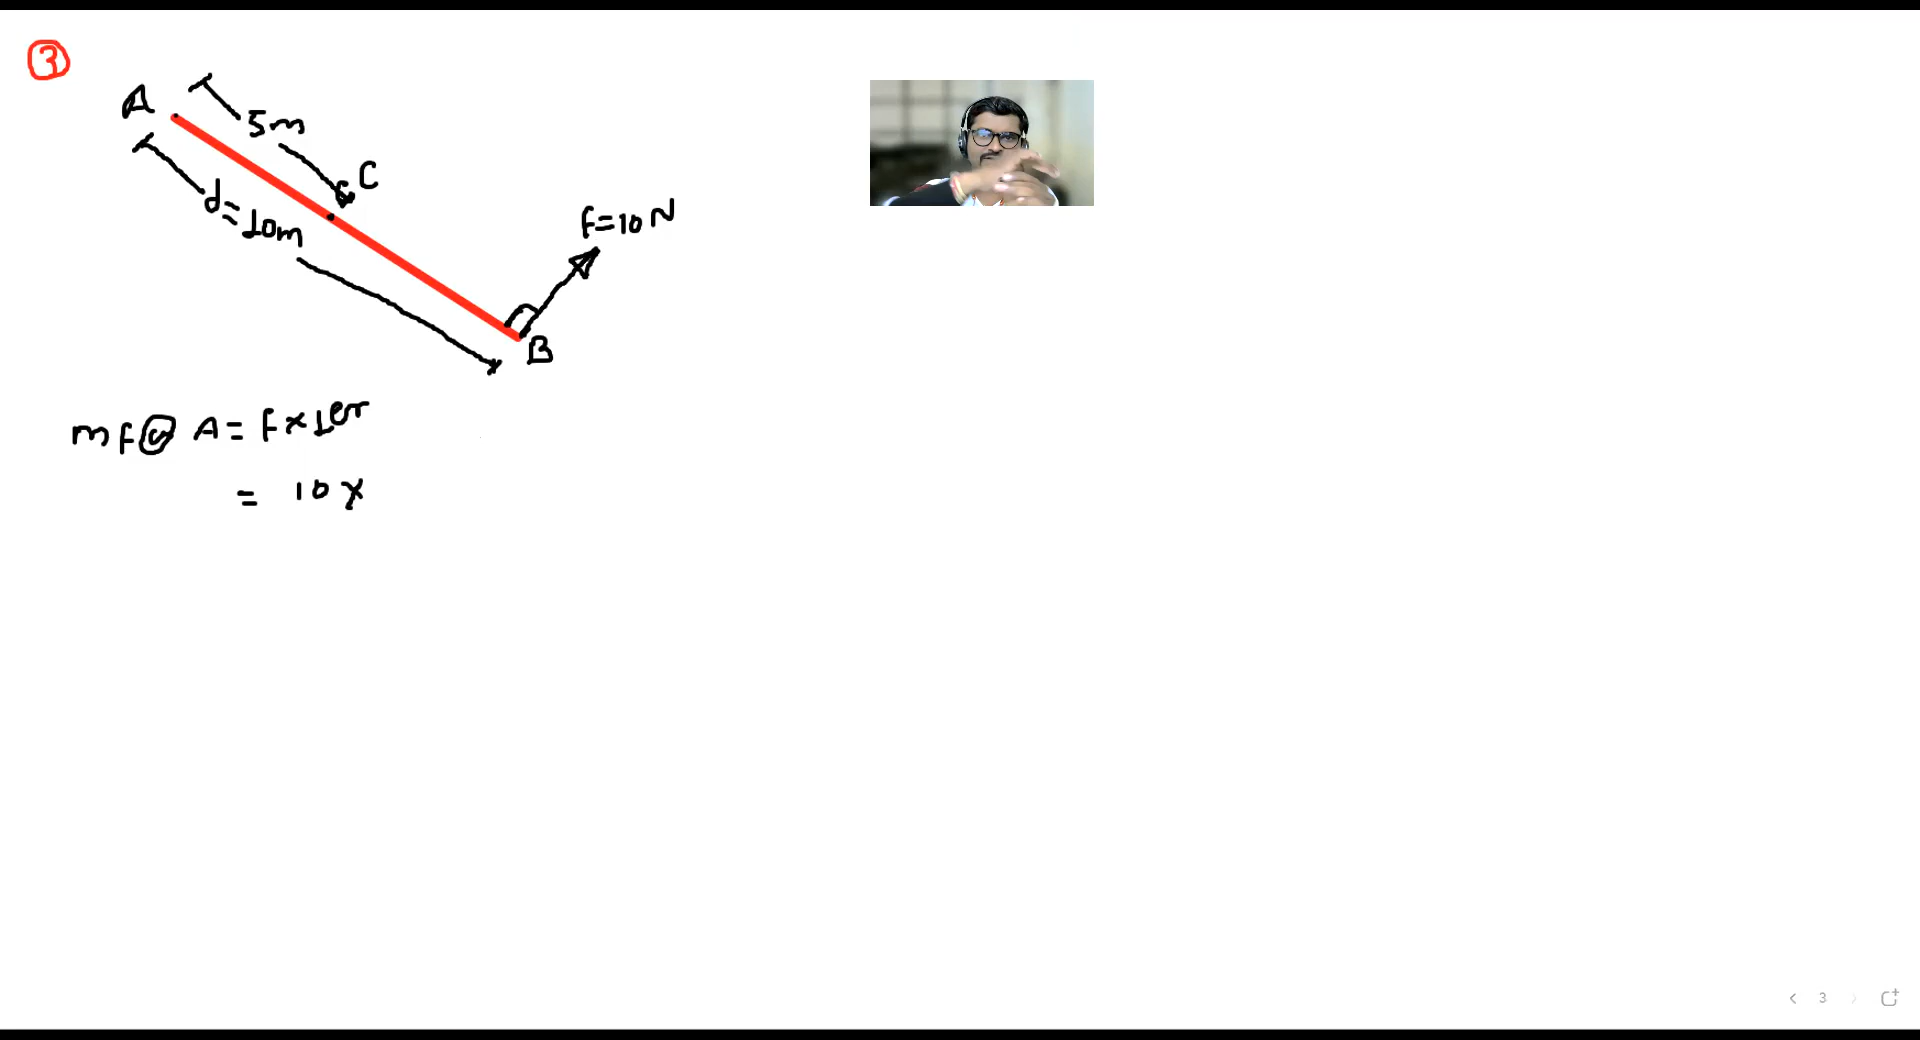 3
A
5m
C
d=10m
F=10N
B
mF@ A = F × ⊥er
= 10 ×
3